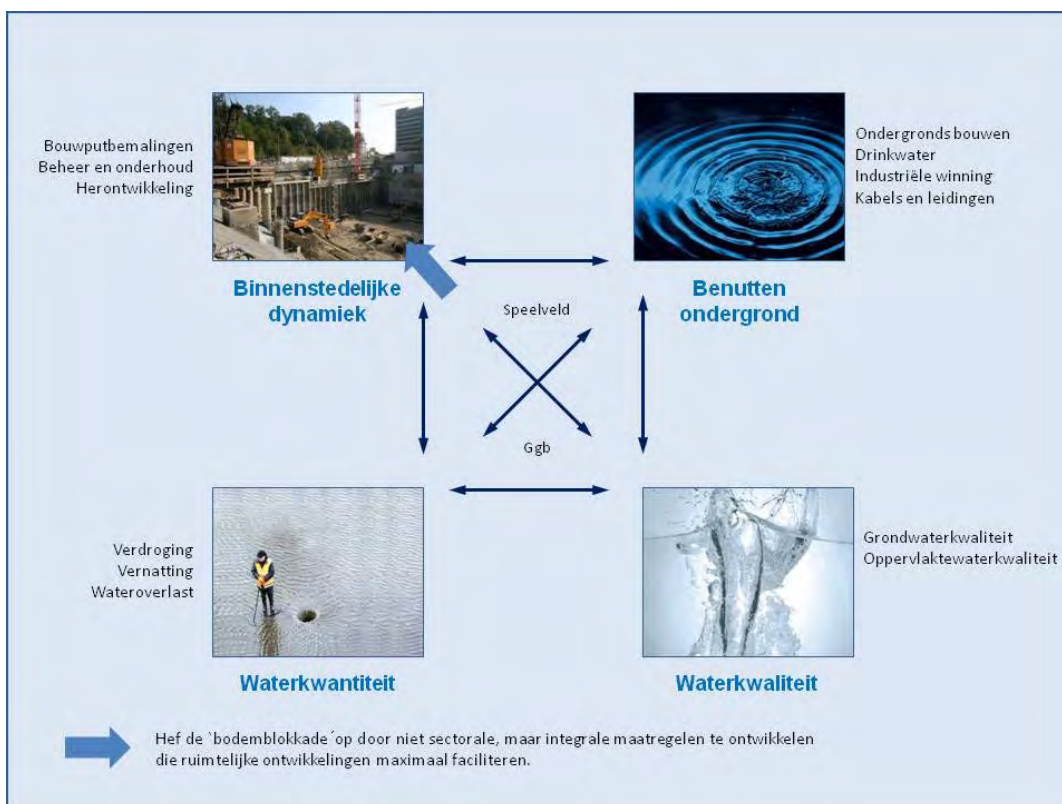 Bouwputbemalingen
Beheer en onderhoud
Herontwikkeling
Binnenstedelijke
dynamiek
Ondergronds bouwen
Drinkwater
Industriële winning
Kabels en leidingen
Benutten
ondergrond
Speelveld
Ggb
Verdroging
Vernatting
Wateroverlast
Waterkwantiteit
Grondwaterkwaliteit
Oppervlaktewaterkwaliteit
Waterkwaliteit
Hef de `bodemblokkade´op door niet sectorale, maar integrale maatregelen te ontwikkelen
die ruimtelijke ontwikkelingen maximaal faciliteren.